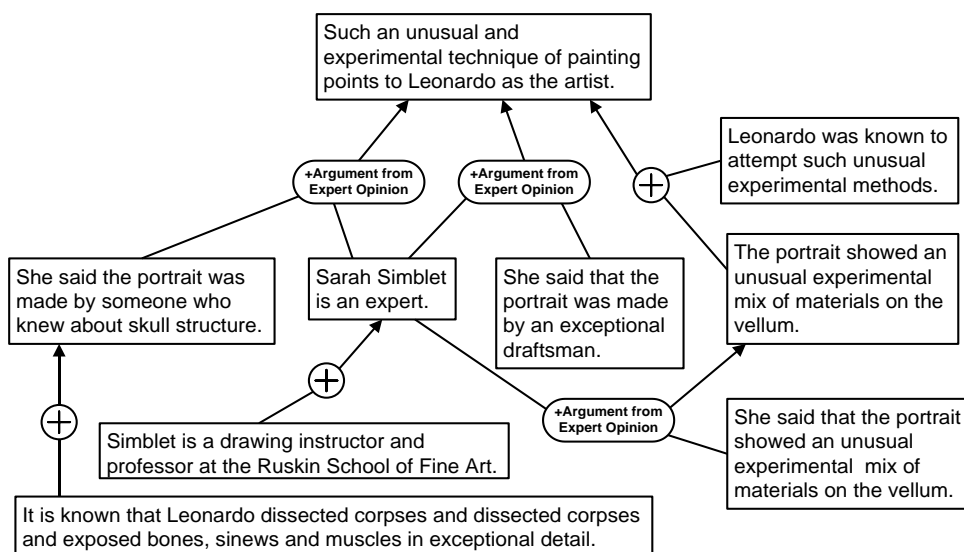 Such an unusual and
experimental technique of painting
points to Leonardo as the artist.
+Argument from
Expert Opinion
+Argument from
Expert Opinion
Leonardo was known to
attempt such unusual
experimental methods.
She said the portrait was
made by someone who
knew about skull structure.
Sarah Simblet
is an expert.
She said that the
portrait was made
by an exceptional
draftsman.
The portrait showed an
unusual experimental
mix of materials on the
vellum.
+Argument from
Expert Opinion
She said that the portrait
showed an unusual
experimental mix of
materials on the vellum.
Simblet is a drawing instructor and
professor at the Ruskin School of Fine Art.
It is known that Leonardo dissected corpses and dissected corpses
and exposed bones, sinews and muscles in exceptional detail.